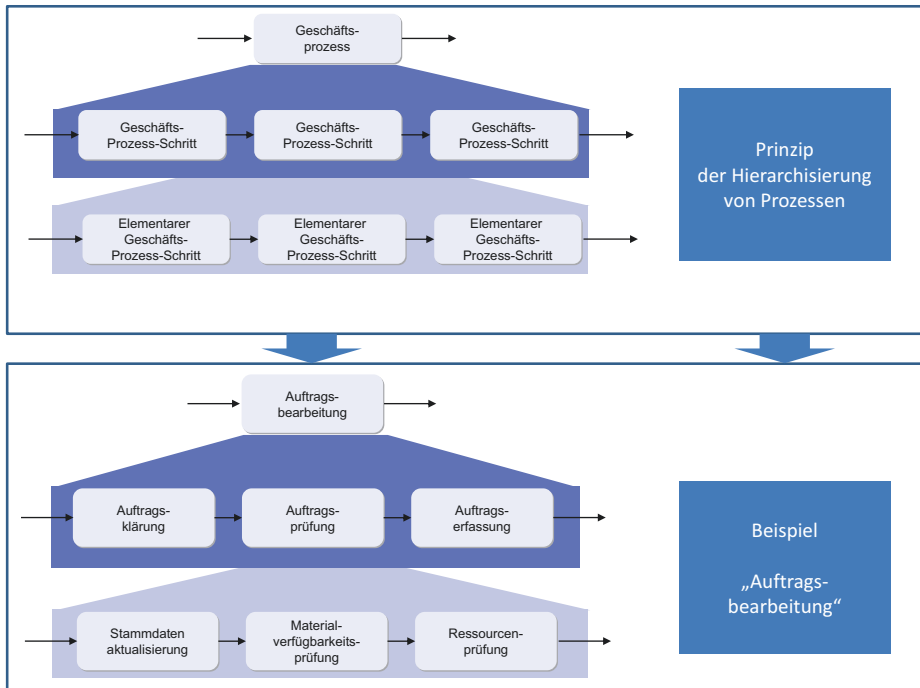 Geschäfts-
prozess
Geschäfts-
Prozess-Schritt
Geschäfts-
Prozess-Schritt
Geschäfts-
Prozess-Schritt
Elementarer
Geschäfts-
Prozess-Schritt
Elementarer
Geschäfts-
Prozess-Schritt
Elementarer
Geschäfts-
Prozess-Schritt
Prinzip
der Hierarchisierung
von Prozessen
Auftrags-
bearbeitung
Auftrags-
klärung
Auftrags-
prüfung
Auftrags-
erfassung
Stammdaten
aktualisierung
Material-
verfügbarkeits-
prüfung
Ressourcen-
prüfung
Beispiel
„Auftrags-
bearbeitung“